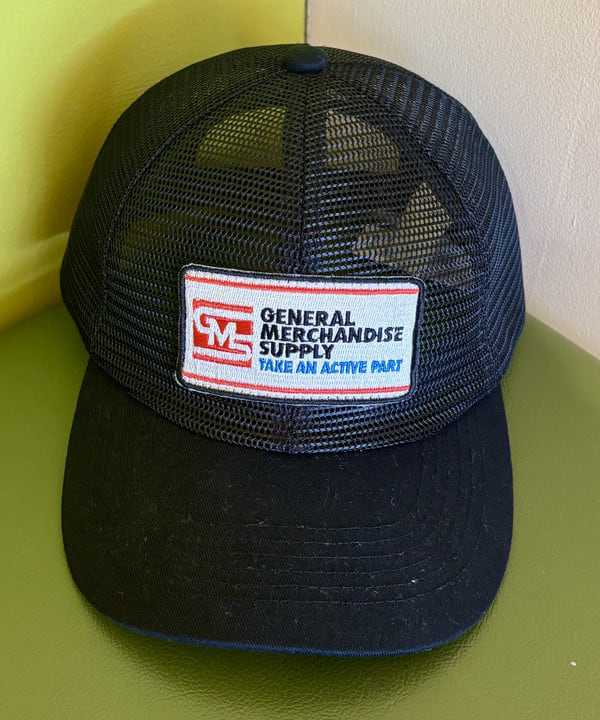 GMS
GENERAL
MERCHANDISE
SUPPLY
TAKE AN ACTIVE PART